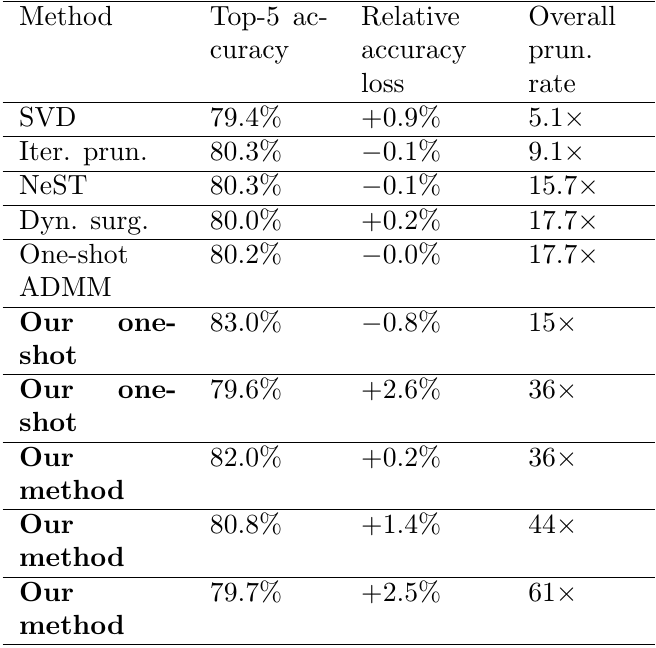 Method Top-5 ac- Relative Overall
curacy accuracy prun.
loss rate
SVD 79.4% +0.9% 5.1×
Iter. prun. 80.3% −0.1% 9.1×
NeST 80.3% −0.1% 15.7×
Dyn. surg. 80.0% +0.2% 17.7×
One-shot 80.2% −0.0% 17.7×
ADMM
Our one- 83.0% −0.8% 15×
shot
Our one- 79.6% +2.6% 36×
shot
Our 82.0% +0.2% 36×
method
Our 80.8% +1.4% 44×
method
Our 79.7% +2.5% 61×
method